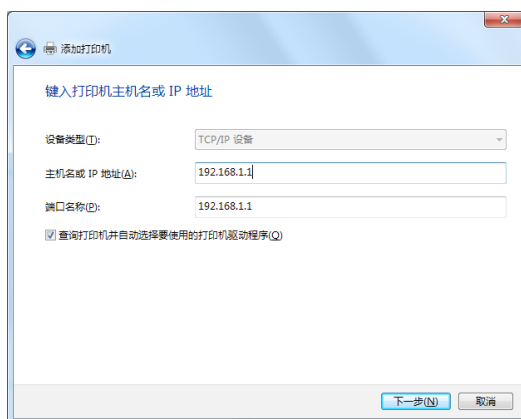 添加打印机
键入打印机主机名或 IP 地址
设备类型(T): TCP/IP 设备
主机名或 IP 地址(A): 192.168.1.1
端口名称(P): 192.168.1.1
查询打印机并自动选择要使用的打印机驱动程序(Q)
下一步(N) 取消